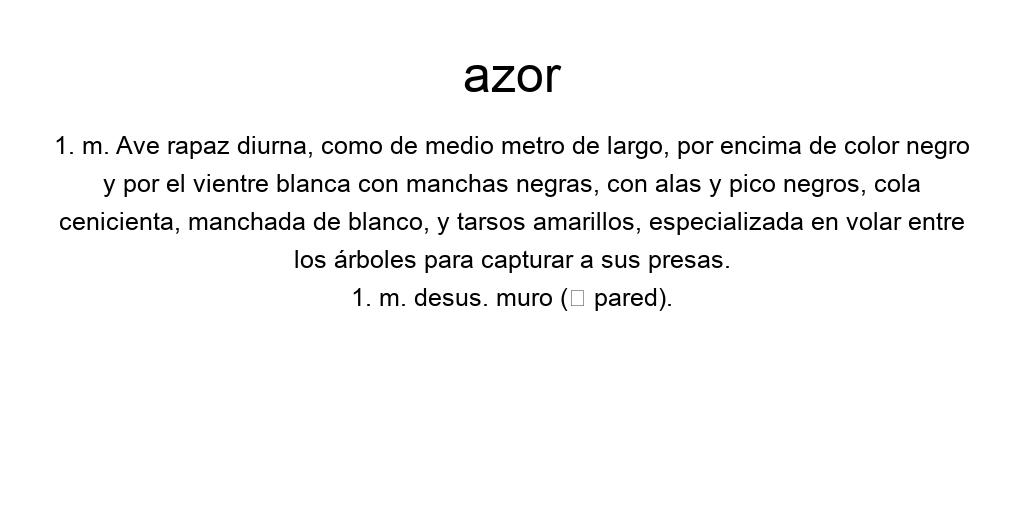 azor
1. m. Ave rapaz diurna, como de medio metro de largo, por encima de color negro
y por el vientre blanca con manchas negras, con alas y pico negros, cola
cenicienta, manchada de blanco, y tarsos amarillos, especializada en volar entre
los árboles para capturar a sus presas.
1. m. desus. muro (□ pared).